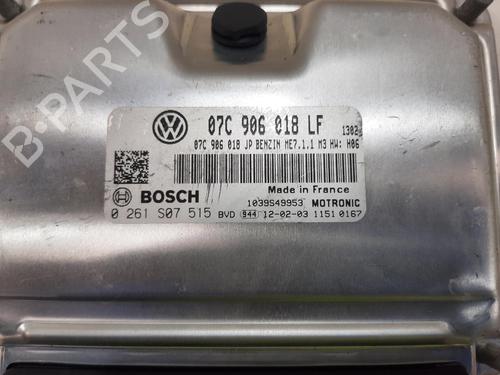 B-PARTS
07C 906 018 LF 1302
07C 906 018 JP BENZIN ME7.1.1 M3 HW: H06
Made in France
BOSCH 1039S49953 MOTRONIC
0 261 S07 515 BVD 944 12-02-03 1151 0167